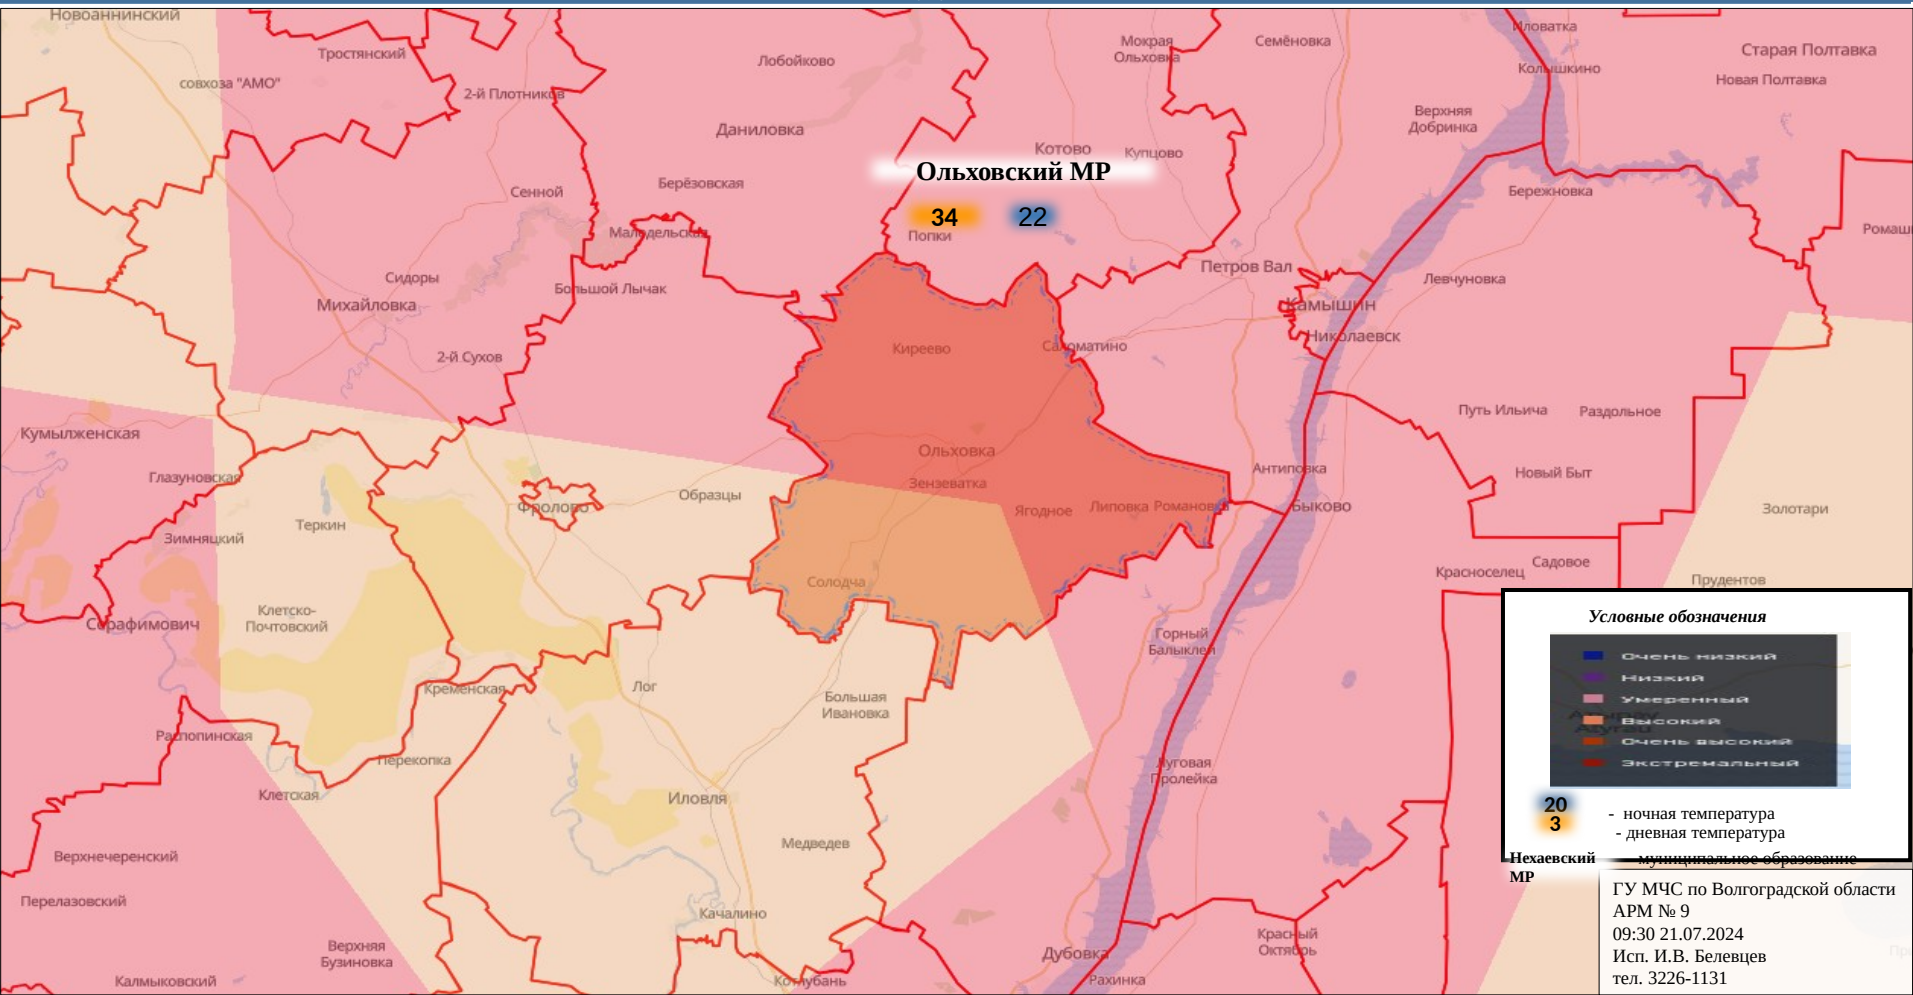 Новоаннинский
Тростянский
совхоза "АМО"
2-й Плотников
Лобойково
Даниловка
Мокрая
Ольховка
Семёновка
Иловатка
Колышкино
Старая Полтавка
Новая Полтавка
Верхняя
Добринка
Котово
Купцово
Ольховский МР
34
22
Попки
Сенной
Берёзовская
Малодельская
Бережновка
Сидоры
Михайловка
Большой Лычак
Петров Вал
Левчуновка
Камышин
Николаевск
2-й Сухов
Киреево
Саломатино
Путь Ильича
Раздольное
Кумылженская
Глазуновская
Ольховка
Зензеватка
Антиповка
Новый Быт
Образцы
Фролово
Ягодное
Липовка
Быково
Золотари
Теркин
Зимняцкий
Солодча
Красноселец
Садовое
Прудентов
Клетско-
Почтовский
Серафимович
Горный
Балыклей
Кременская
Лог
Большая
Ивановка
Распопинская
Перекопка
Луговая
Пролейка
Клетская
Иловля
Медведев
Верхнечеренский
Перелазовский
Качалино
Верхняя
Бузиновка
Калмыковский
Котлубань
Дубовка
Рахинка
Красный
Октябрь
Условные обозначения
Очень низкий
Низкий
Умеренный
Высокий
Очень высокий
Экстремальный
Atyrau
20
3
- ночная температура
- дневная температура
Нехаевский
МР
муниципальное образование
ГУ МЧС по Волгоградской области
АРМ № 9
09:30 21.07.2024
Исп. И.В. Белевцев
тел. 3226-1131